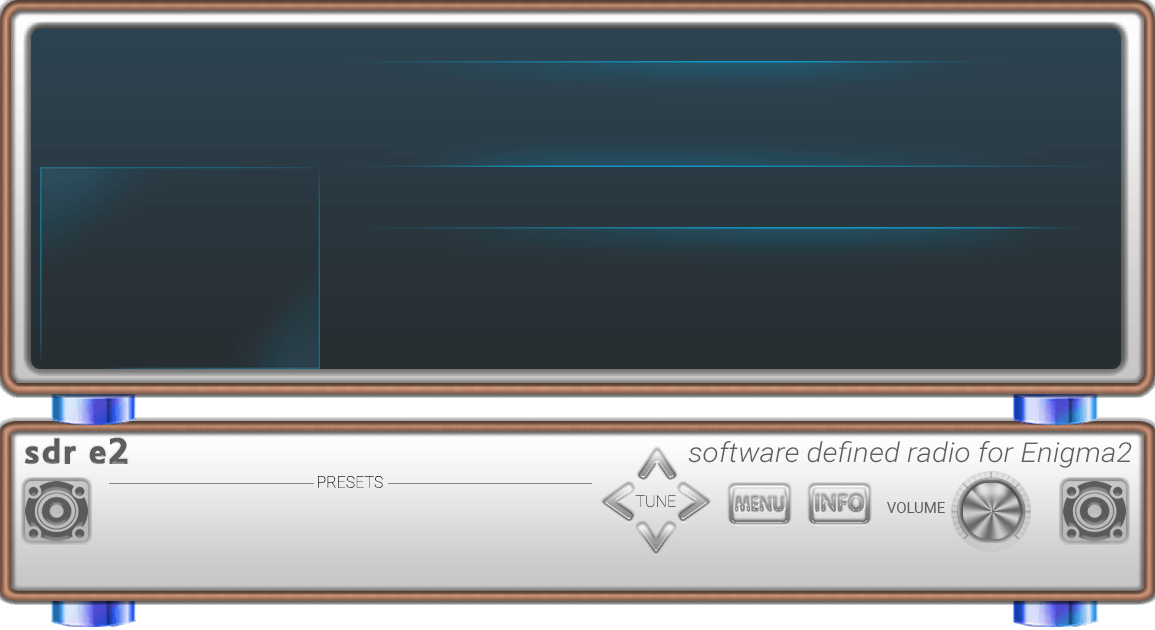 sdr e2
software defined radio for Enigma2
PRESETS
TUNE
MENU
INFO
VOLUME